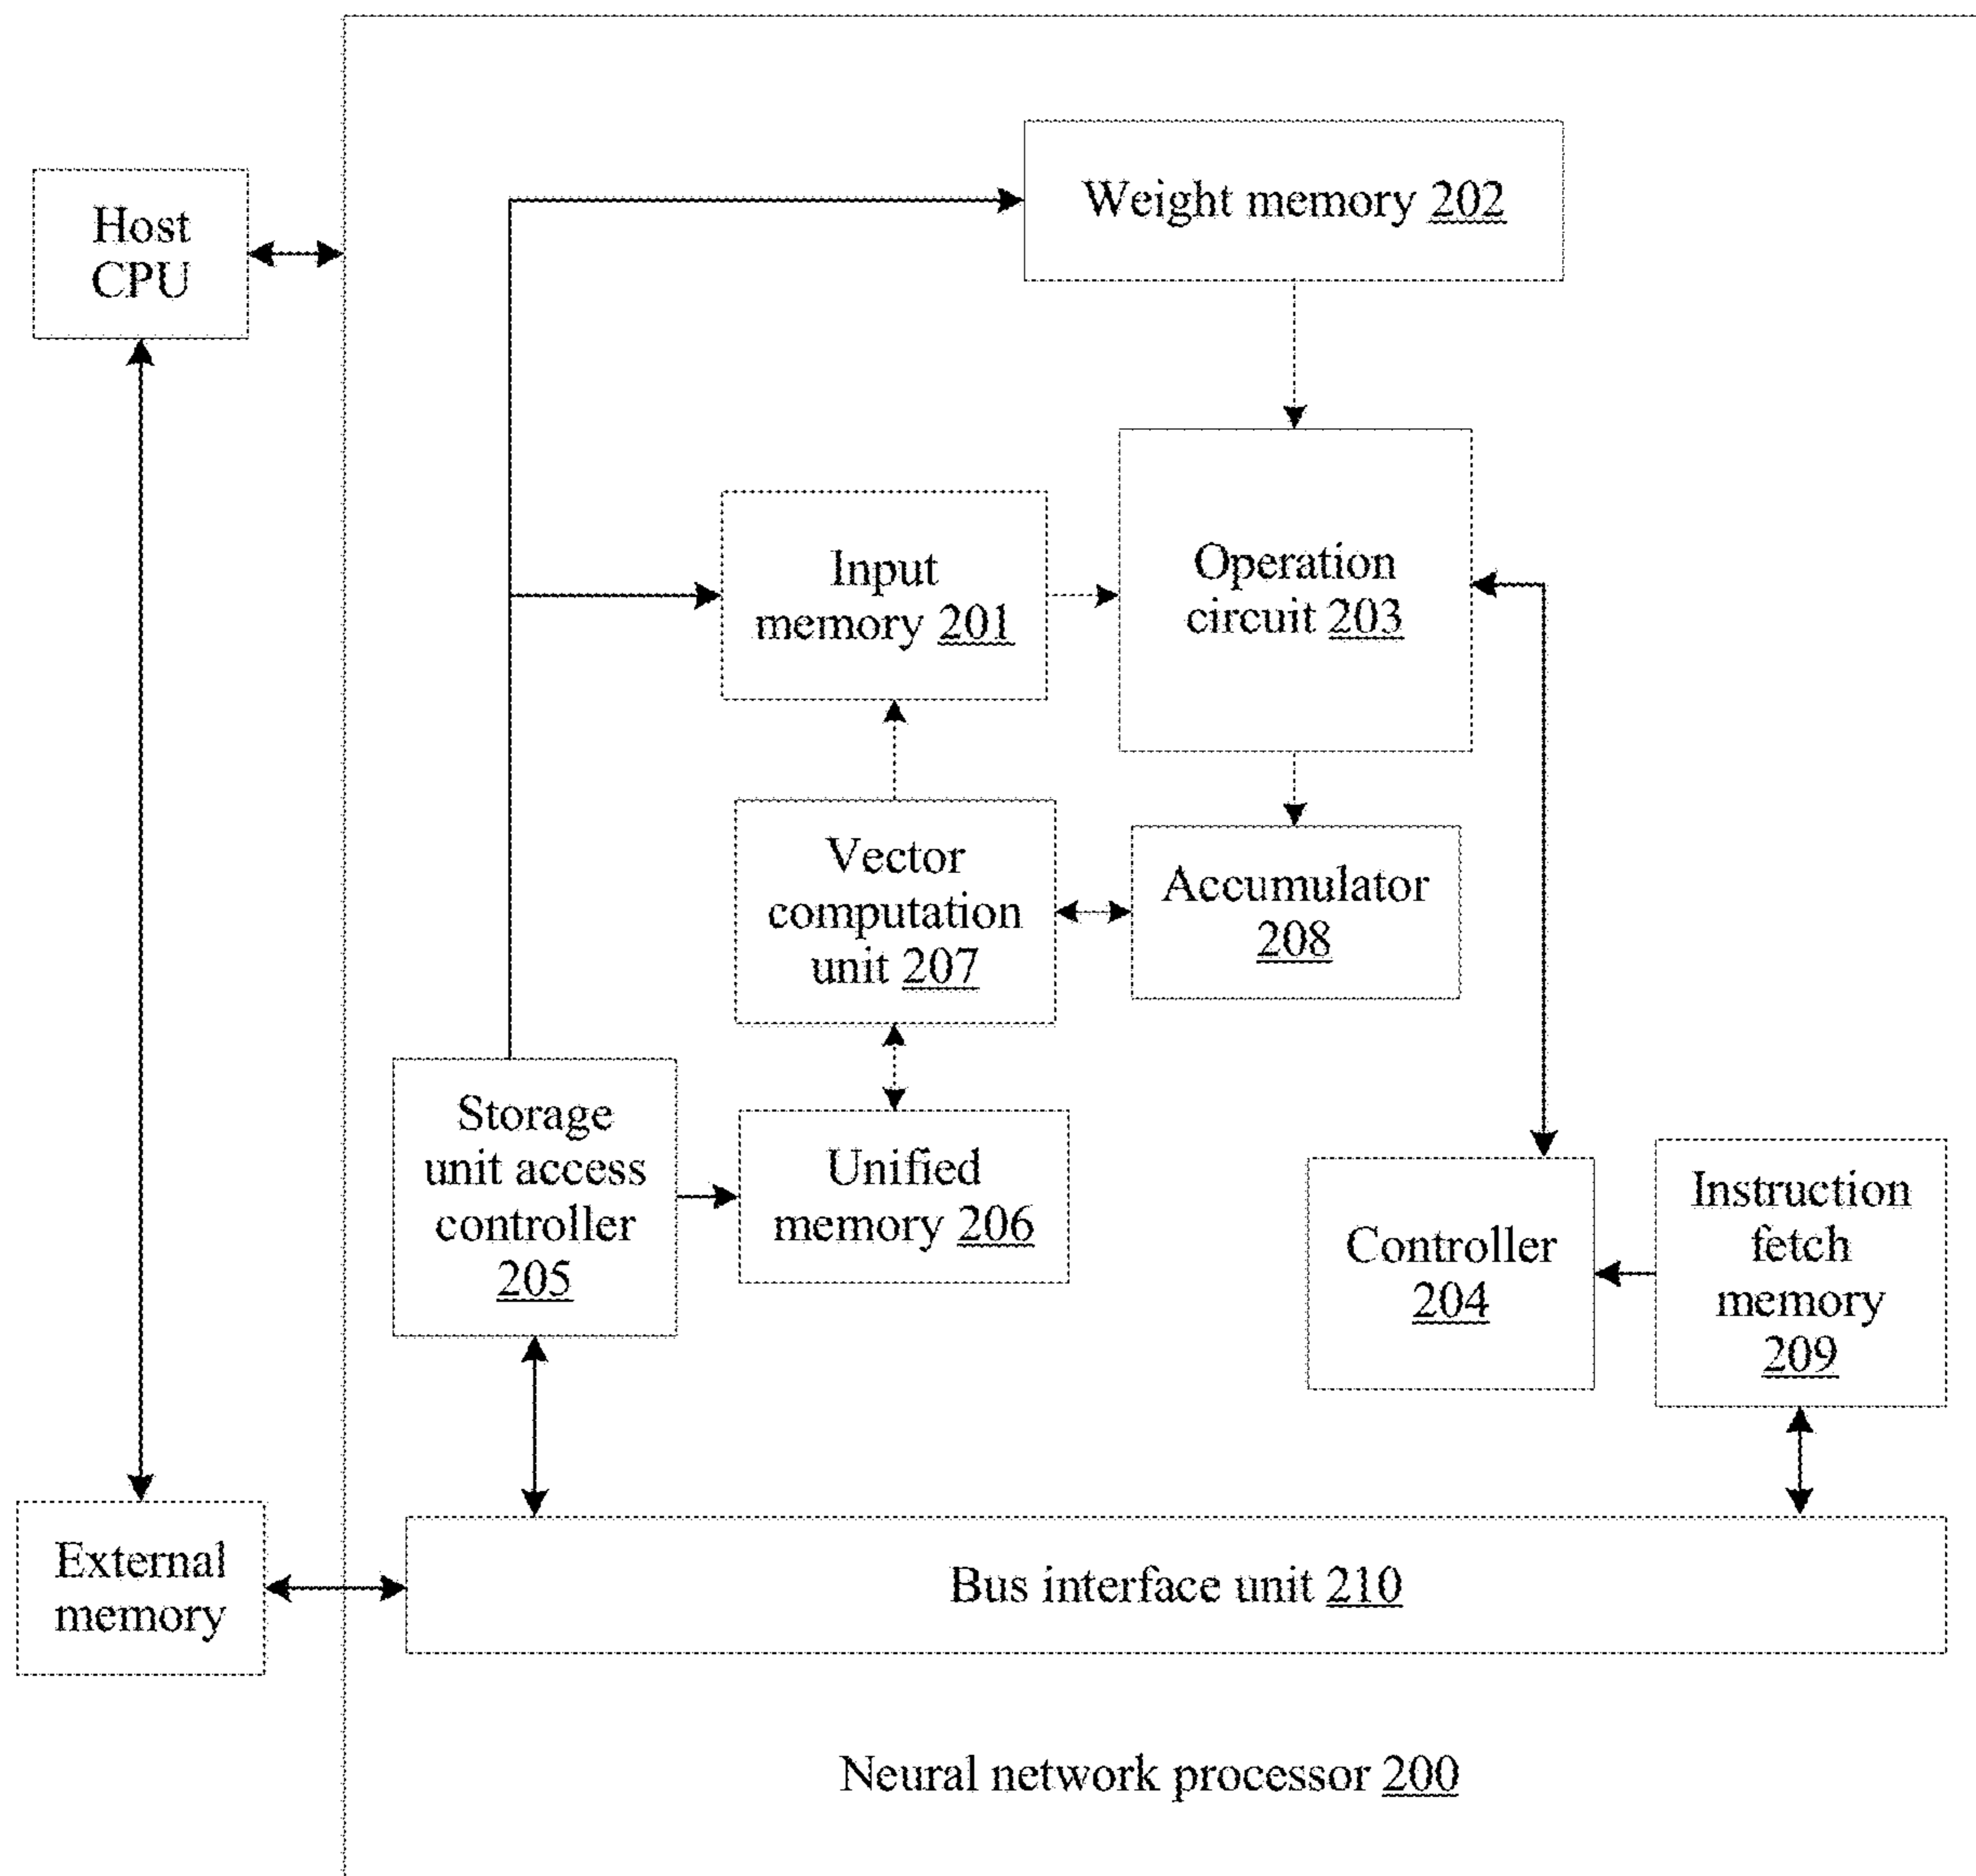 Weight memory 202
Host
CPU
Operation
circuit 203
Input
memory 201
Vector
computation
unit 207
Accumulator
208
Storage
unit access
controller
205
Unified
memory 206
Controller
204
Instruction
fetch
memory
209
External
memory
Bus interface unit 210
Neural network processor 200